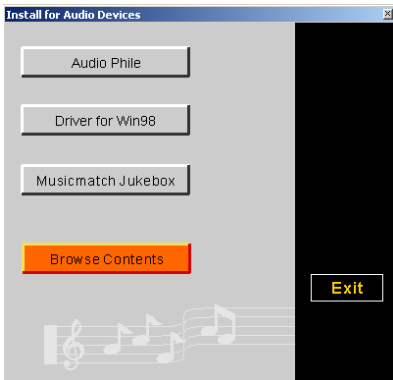 Install for Audio Devices
Audio Phile
Driver for Win98
Musicmatch Jukebox
Browse Contents
Exit